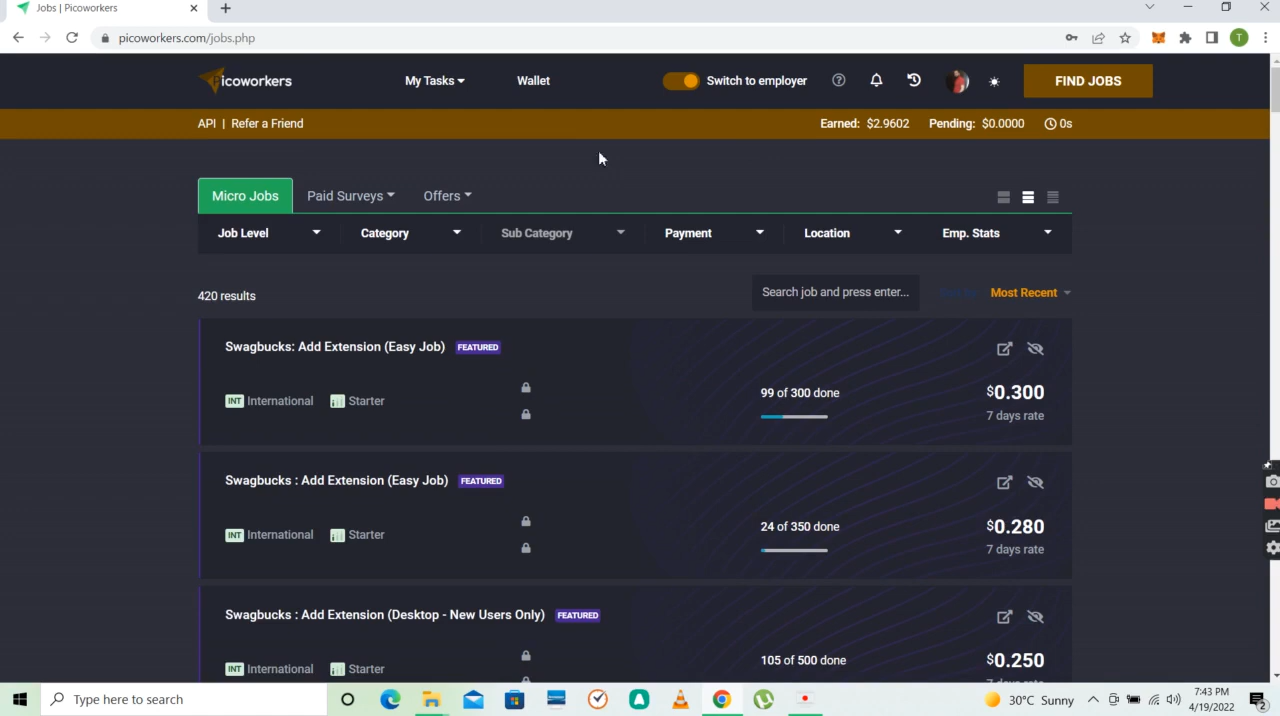 Jobs | Picoworkers
picoworkers.com/jobs.php
T
Picoworkers
My Tasks
Wallet
Switch to employer
FIND JOBS
API | Refer a Friend
Earned: $2.9602 Pending: $0.0000 0s
Micro Jobs
Paid Surveys
Offers
Job Level
Category
Sub Category
Payment
Location
Emp. Stats
420 results
Search job and press enter...
Most Recent
Swagbucks: Add Extension (Easy Job) FEATURED
INT International Starter
99 of 300 done
$0.300
7 days rate
Swagbucks : Add Extension (Easy Job) FEATURED
INT International Starter
24 of 350 done
$0.280
7 days rate
Swagbucks : Add Extension (Desktop - New Users Only) FEATURED
INT International Starter
105 of 500 done
$0.250
7 days rate
Type here to search
30°C Sunny
7:43 PM
4/19/2022
2